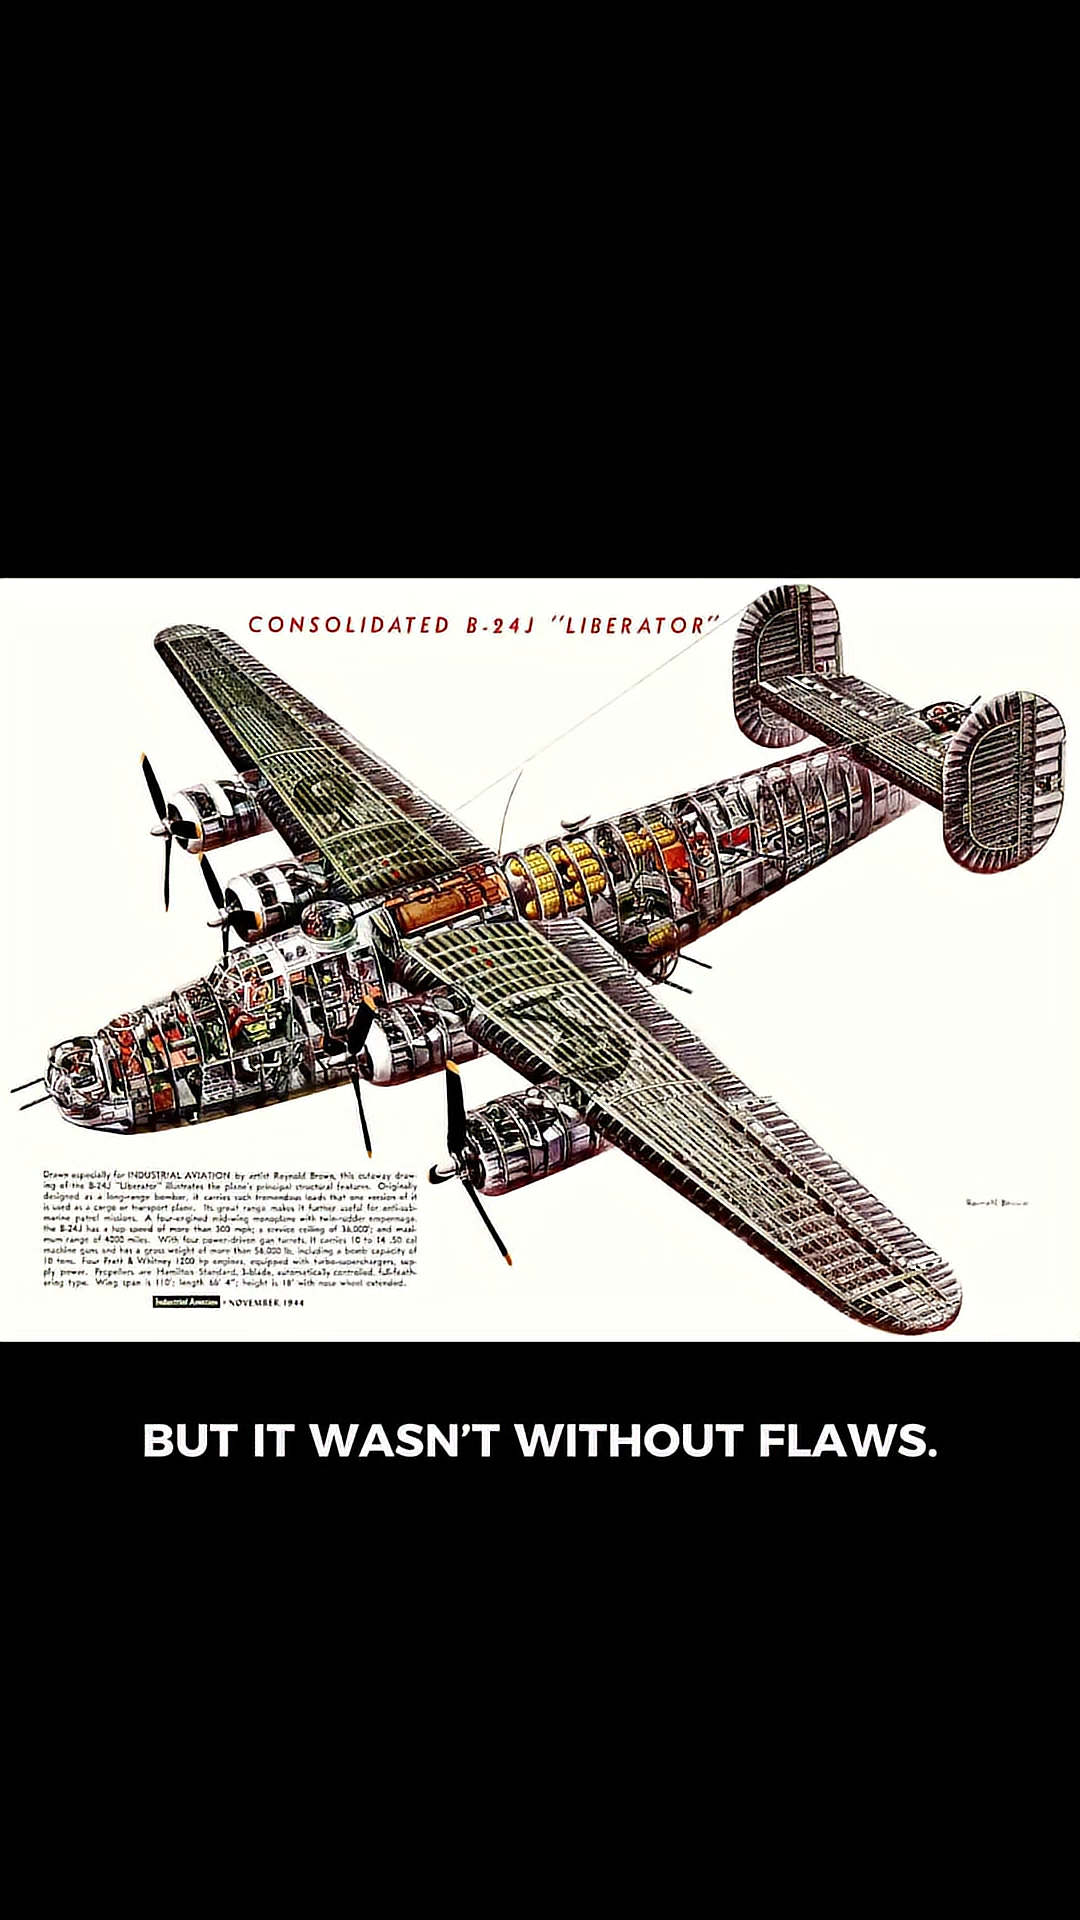 CONSOLIDATED B-24J "LIBERATOR"
Drawn especially for INDUSTRIAL AVIATION by artist Reynold Brown, this cutaway draw-
ing of the B-24J "Liberator" illustrates the plane's principal structural features. Originally
designed as a long-range bomber, it carries such tremendous loads that one version of it
is used as a cargo or transport plane. Its great range makes it further useful for anti-sub-
marine patrol missions. A four-engined mid-wing monoplane with twin-rudder empennage,
the B-24J has a top speed of more than 300 mph; a service ceiling of 36,000'; and maxi-
mum range of 4000 miles. With four power-driven gun turrets, it carries 10 to 14 .50 cal
machine guns and has a gross weight of more than 56,000 lb, including a bomb capacity of
10 tons. Four Pratt & Whitney 1200 hp engines, equipped with turbo-superchargers, sup-
ply power. Propellers are Hamilton Standard, 3-blade, automatically controlled, full-feath-
ering type. Wing span is 110'; length 66' 4"; height is 18' with nose wheel extended.
Industrial Aviation • NOVEMBER, 1944
Reynold Brown
BUT IT WASN'T WITHOUT FLAWS.